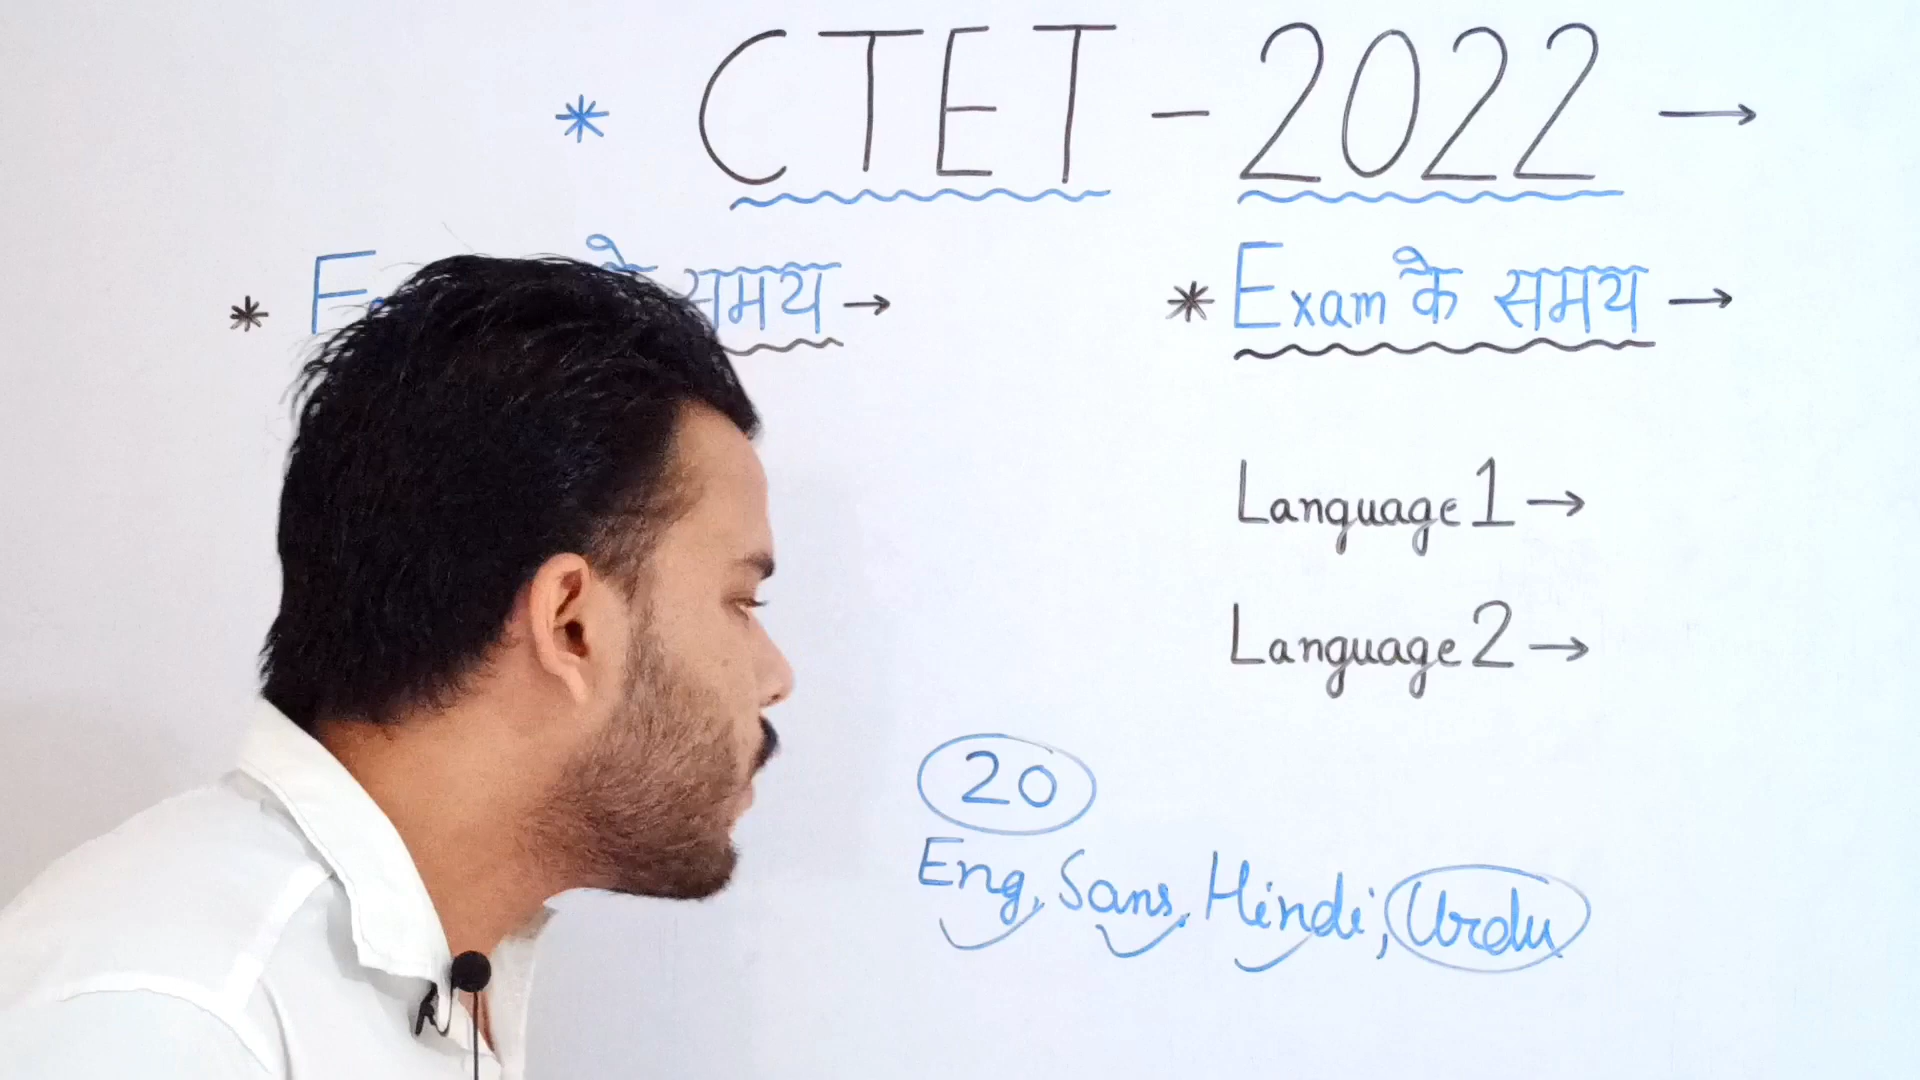 * CTET - 2022 →
* के समय →
* Exam के समय →
Language 1 →
Language 2 →
20
Eng, Sans, Hindi, Urdu